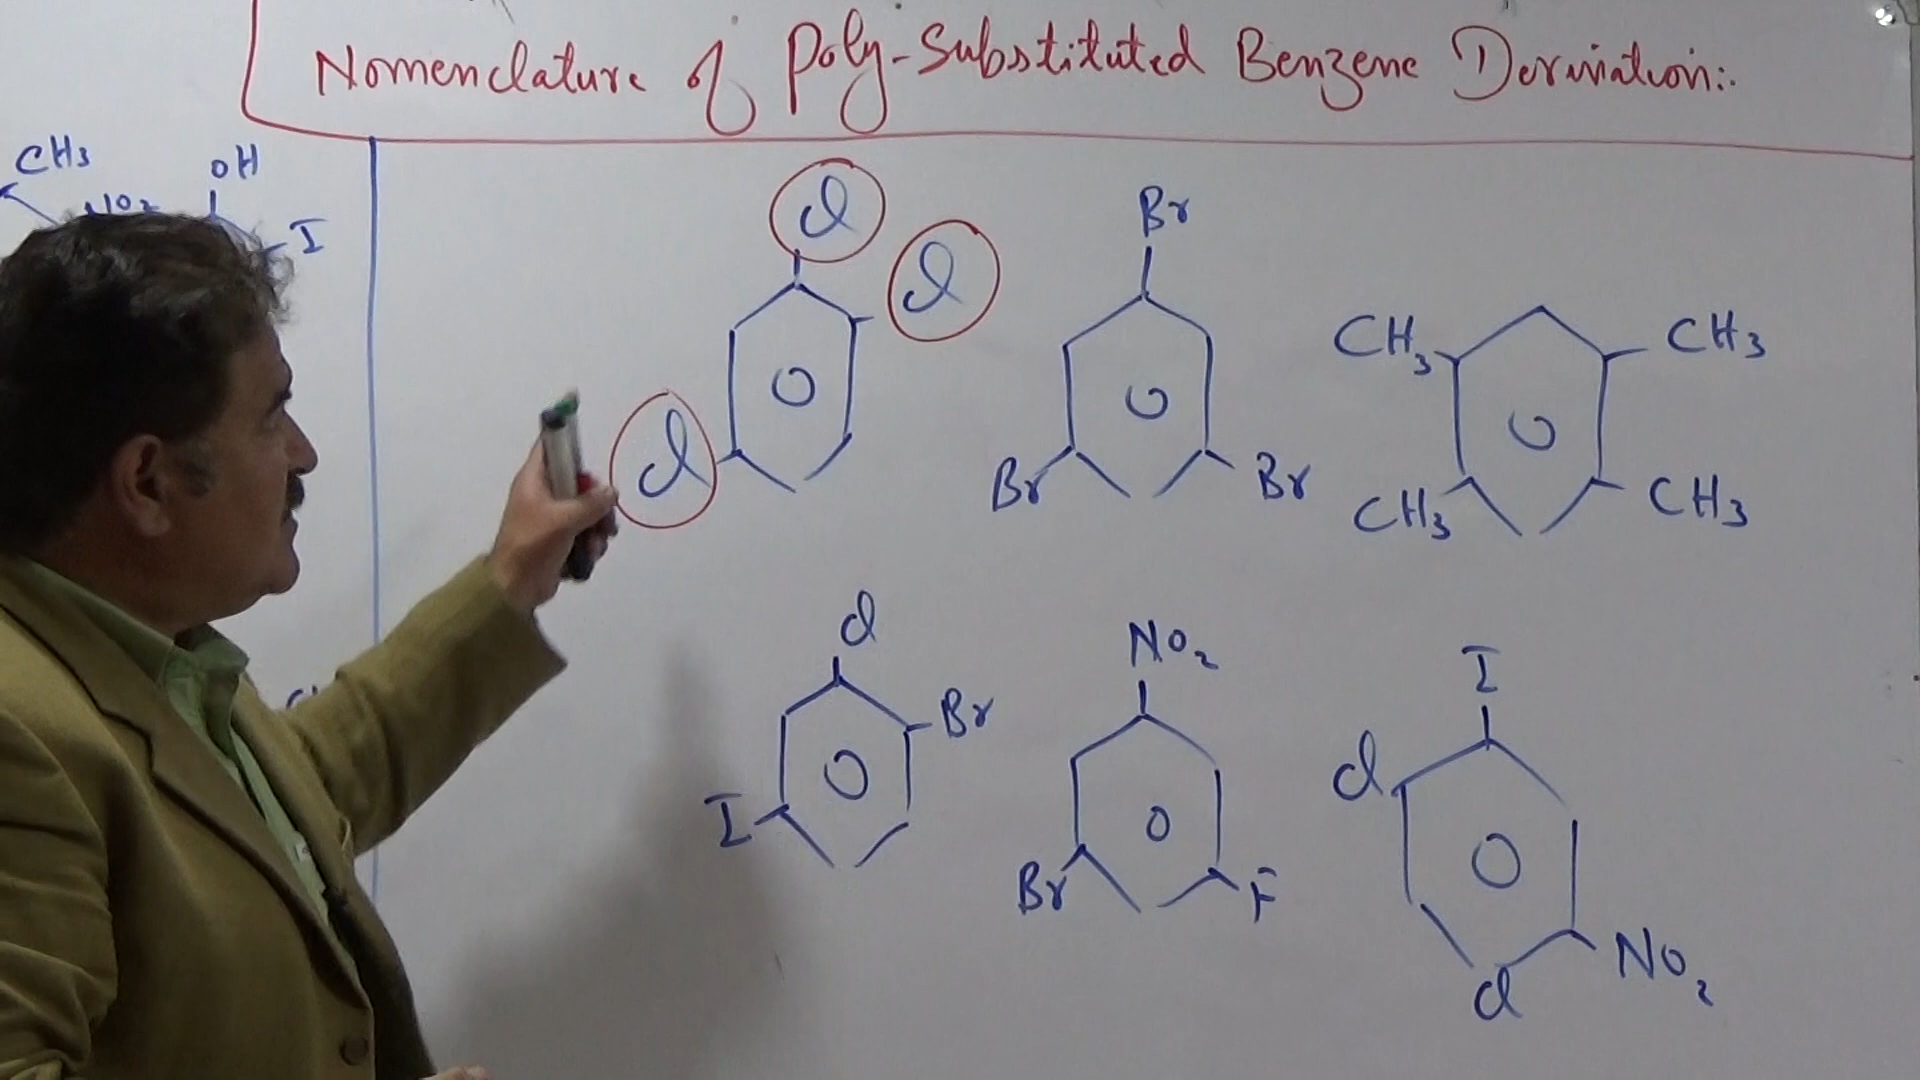 Nomenclature of Poly-Substituted Benzene Derivation:.
CH3
NO2
OH
I
Cl
Cl
Cl
Br
Br
Br
CH3
CH3
CH3
CH3
Cl
Br
I
NO2
Br
F
I
Cl
NO2
Cl